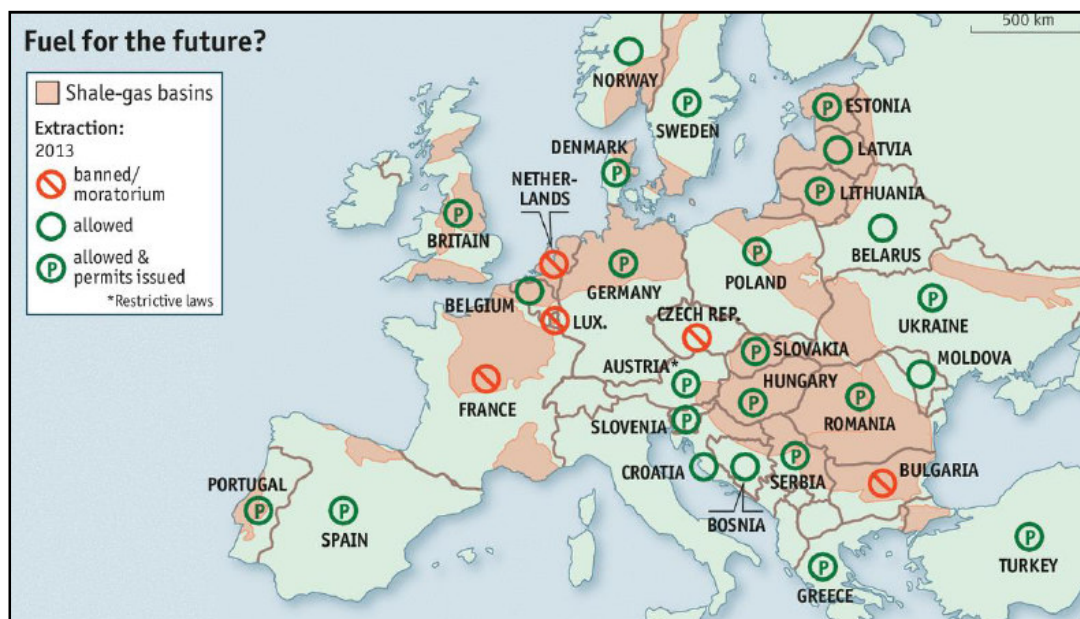 Fuel for the future?
500 km
Shale-gas basins
Extraction:
2013
banned/
moratorium
allowed
P
allowed &
permits issued
*Restrictive laws
NORWAY
P
SWEDEN
P
ESTONIA
LATVIA
DENMARK
P
NETHER-
LANDS
P
LITHUANIA
P
BRITAIN
BELARUS
P
GERMANY
P
POLAND
BELGIUM
P
UKRAINE
LUX.
CZECH REP.
P
SLOVAKIA
MOLDOVA
AUSTRIA*
P
HUNGARY
P
FRANCE
P
ROMANIA
SLOVENIA
P
CROATIA
BOSNIA
P
SERBIA
BULGARIA
PORTUGAL
P
P
SPAIN
P
GREECE
P
TURKEY